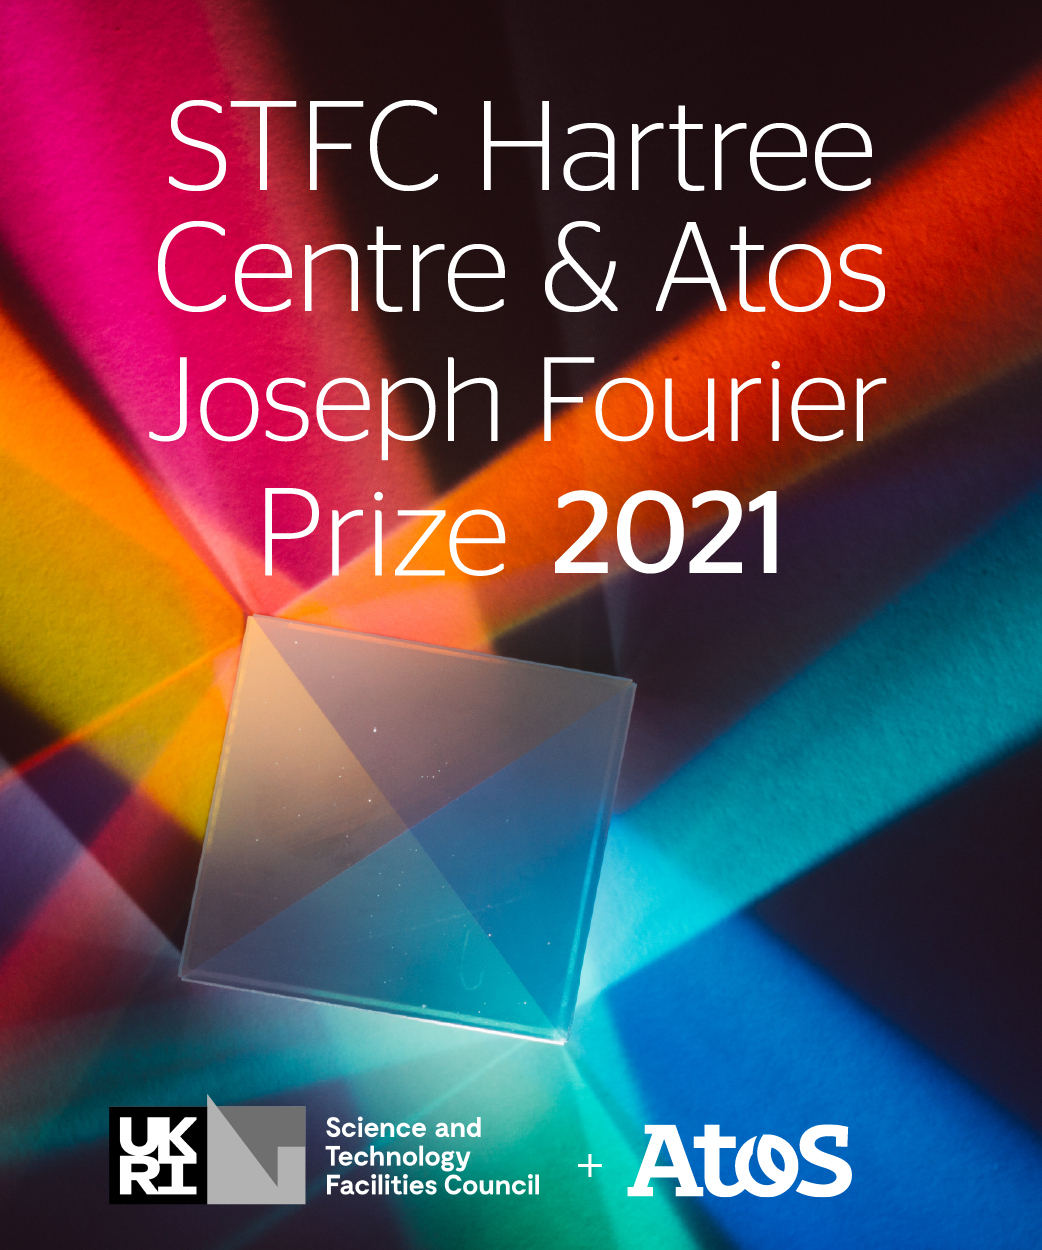 STFC Hartree
Centre & Atos
Joseph Fourier
Prize 2021
UK
RI
Science and
Technology
Facilities Council
+
Atos